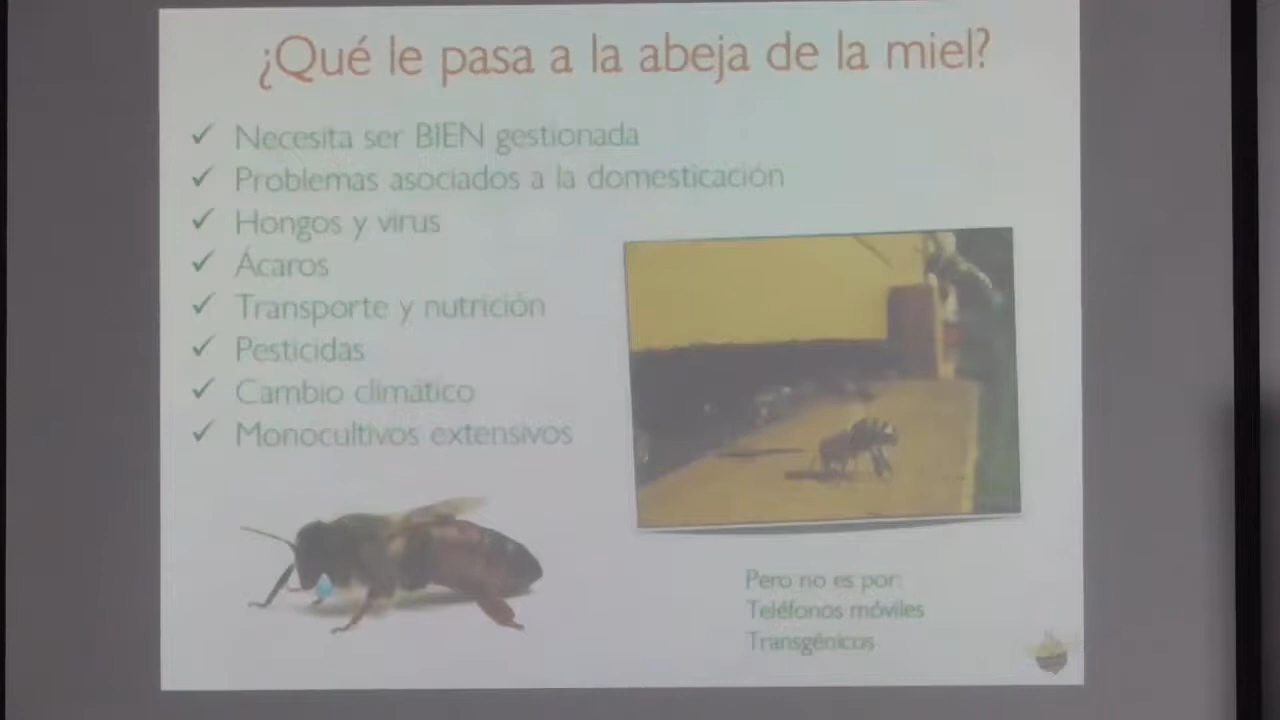 ¿Qué le pasa a la abeja de la miel?
✓ Necesita ser BIEN gestionada
✓ Problemas asociados a la domesticación
✓ Hongos y virus
✓ Ácaros
✓ Transporte y nutrición
✓ Pesticidas
✓ Cambio climático
✓ Monocultivos extensivos
Pero no es por:
Teléfonos móviles
Transgénicos